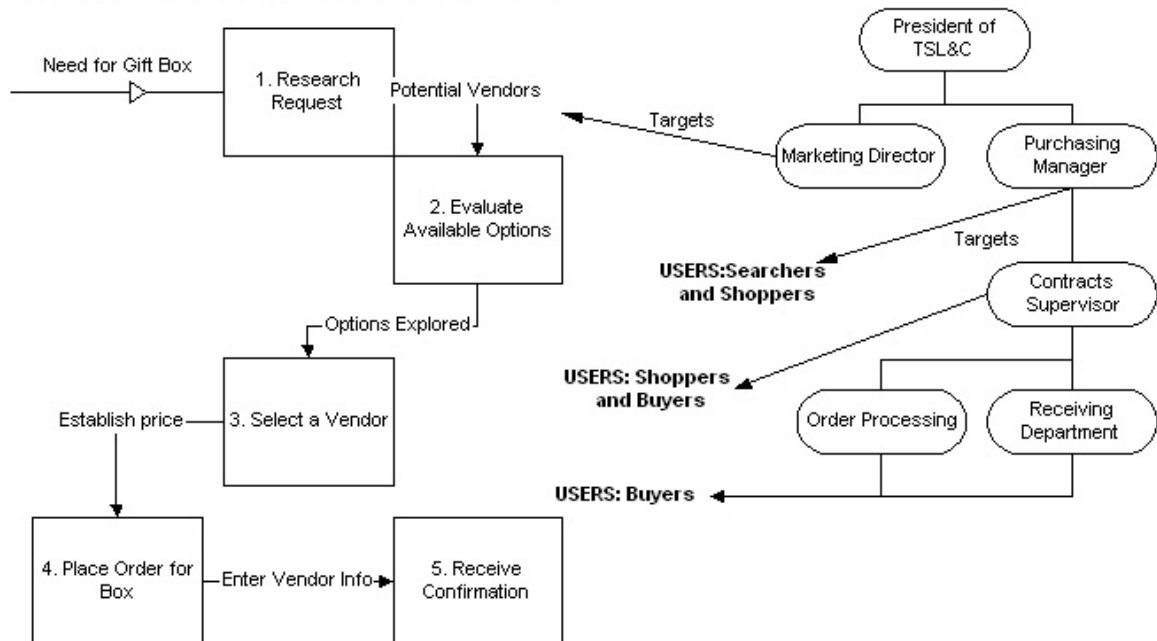 Need for Gift Box
1. Research
Request
Potential Vendors
2. Evaluate
Available Options
Options Explored
3. Select a Vendor
Establish price
4. Place Order for
Box
Enter Vendor Info
5. Receive
Confirmation
President of
TSL&C
Targets
Marketing Director
Purchasing
Manager
Targets
USERS:Searchers
and Shoppers
Contracts
Supervisor
USERS: Shoppers
and Buyers
Order Processing
Receiving
Department
USERS: Buyers